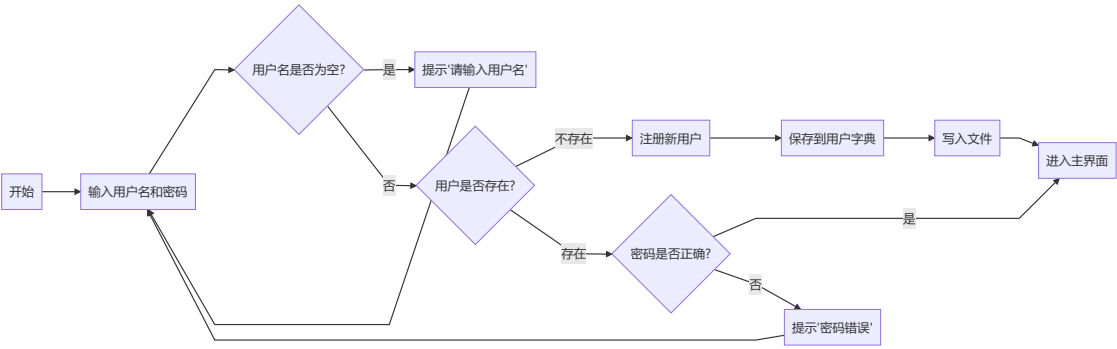 用户名是否为空?
是
提示'请输入用户名'
开始
输入用户名和密码
否
用户是否存在?
不存在
注册新用户
保存到用户字典
写入文件
进入主界面
存在
密码是否正确?
是
否
提示'密码错误'